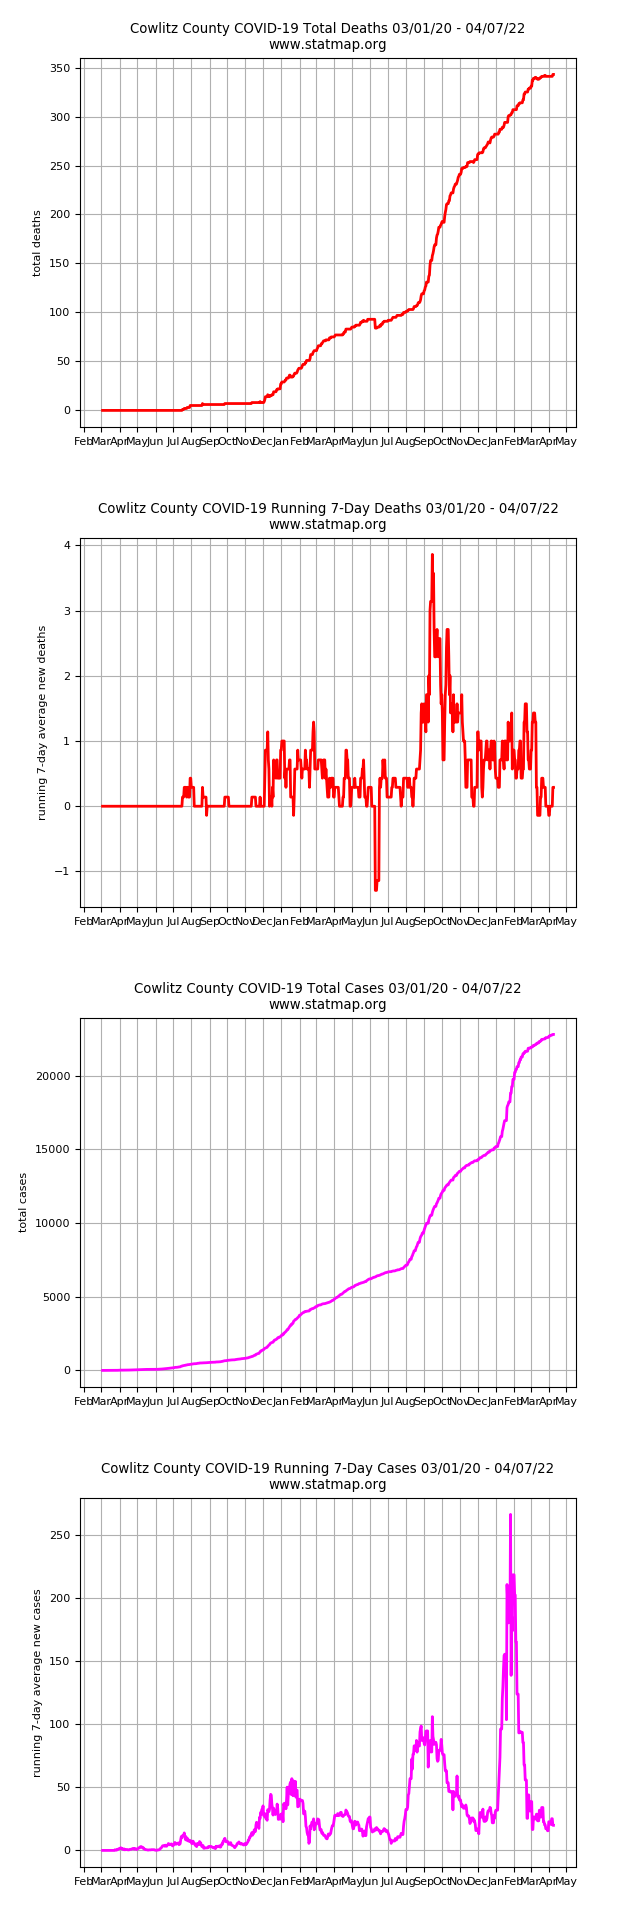 Cowlitz County COVID-19 Total Deaths 03/01/20 - 04/07/22
www.statmap.org
350
300
250
200
150
100
50
0
total deaths
Feb Mar Apr May Jun Jul Aug Sep Oct Nov Dec Jan Feb Mar Apr May Jun Jul Aug Sep Oct Nov Dec Jan Feb Mar Apr May
Cowlitz County COVID-19 Running 7-Day Deaths 03/01/20 - 04/07/22
www.statmap.org
4
3
2
1
0
−1
running 7-day average new deaths
Feb Mar Apr May Jun Jul Aug Sep Oct Nov Dec Jan Feb Mar Apr May Jun Jul Aug Sep Oct Nov Dec Jan Feb Mar Apr May
Cowlitz County COVID-19 Total Cases 03/01/20 - 04/07/22
www.statmap.org
20000
15000
10000
5000
0
total cases
Feb Mar Apr May Jun Jul Aug Sep Oct Nov Dec Jan Feb Mar Apr May Jun Jul Aug Sep Oct Nov Dec Jan Feb Mar Apr May
Cowlitz County COVID-19 Running 7-Day Cases 03/01/20 - 04/07/22
www.statmap.org
250
200
150
100
50
0
running 7-day average new cases
Feb Mar Apr May Jun Jul Aug Sep Oct Nov Dec Jan Feb Mar Apr May Jun Jul Aug Sep Oct Nov Dec Jan Feb Mar Apr May